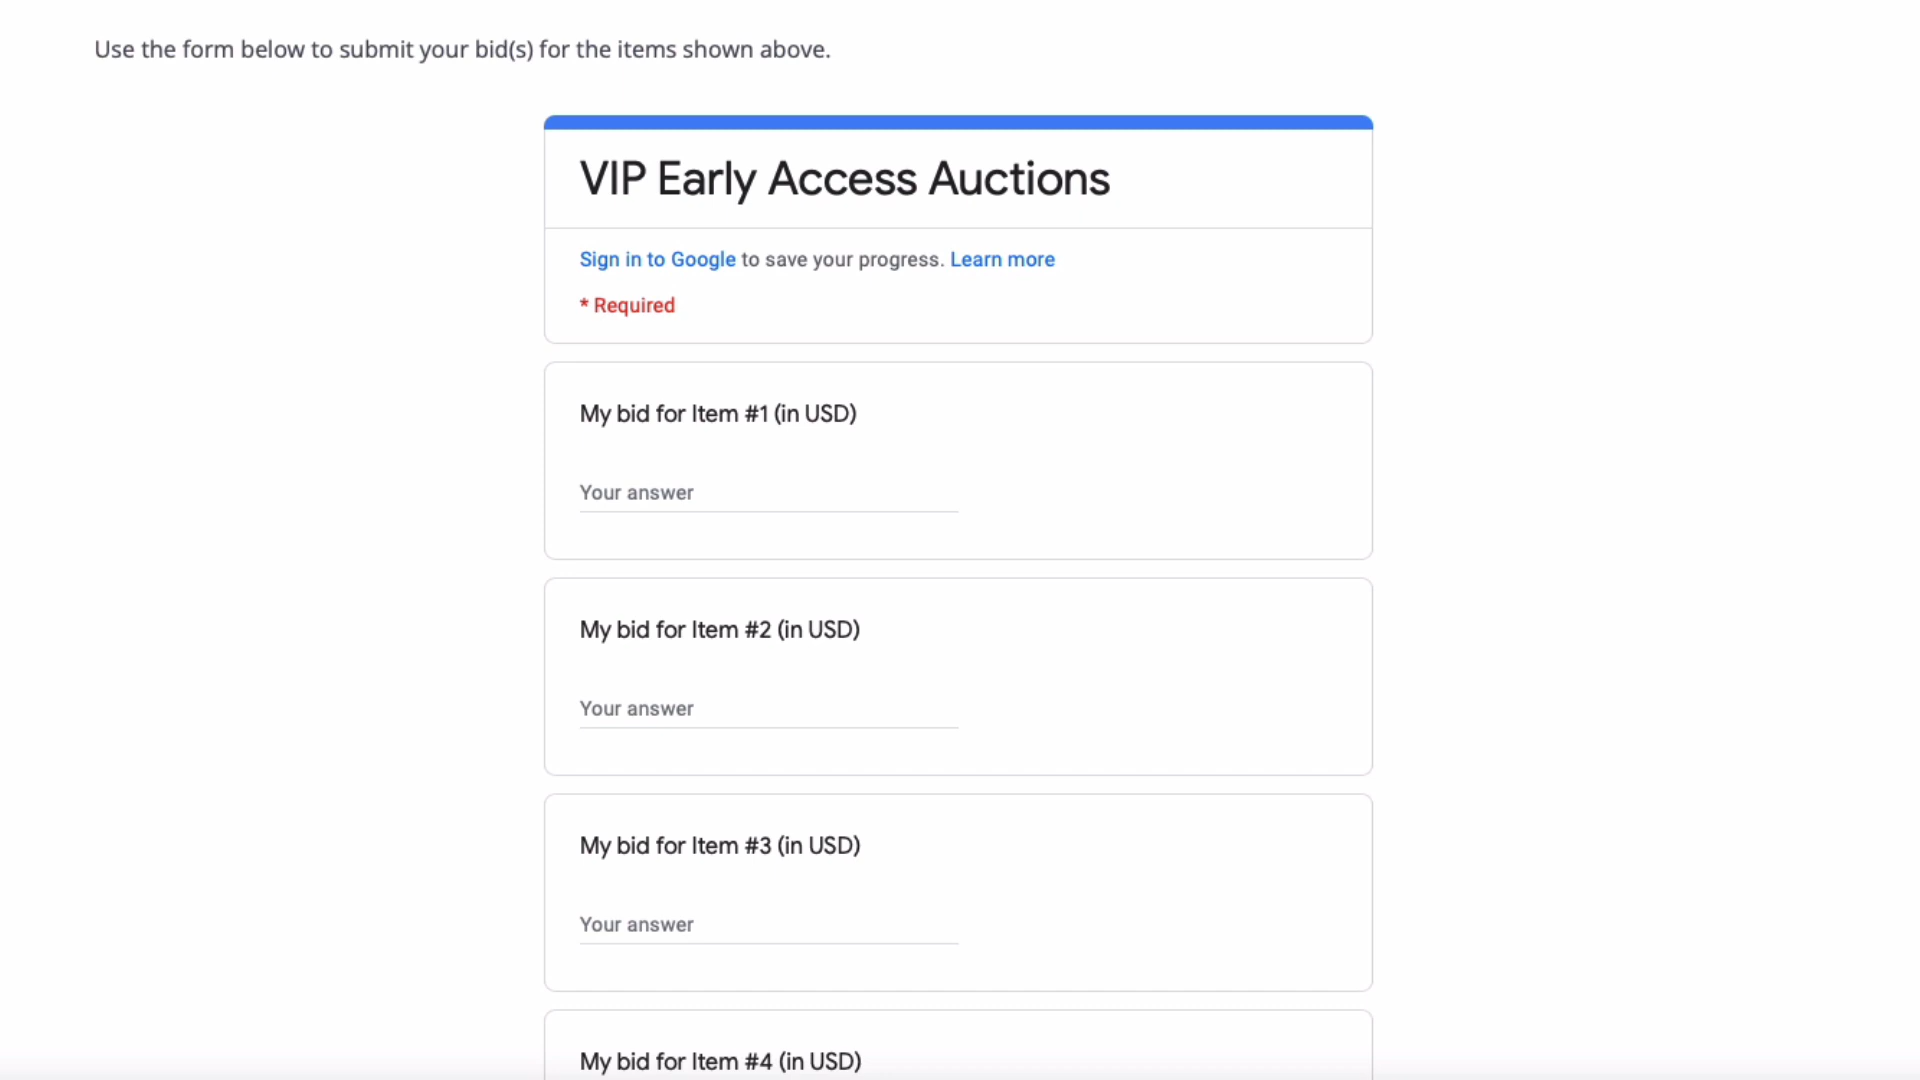 Use the form below to submit your bid(s) for the items shown above.
VIP Early Access Auctions
Sign in to Google to save your progress. Learn more
* Required
My bid for Item #1 (in USD)
Your answer
My bid for Item #2 (in USD)
Your answer
My bid for Item #3 (in USD)
Your answer
My bid for Item #4 (in USD)